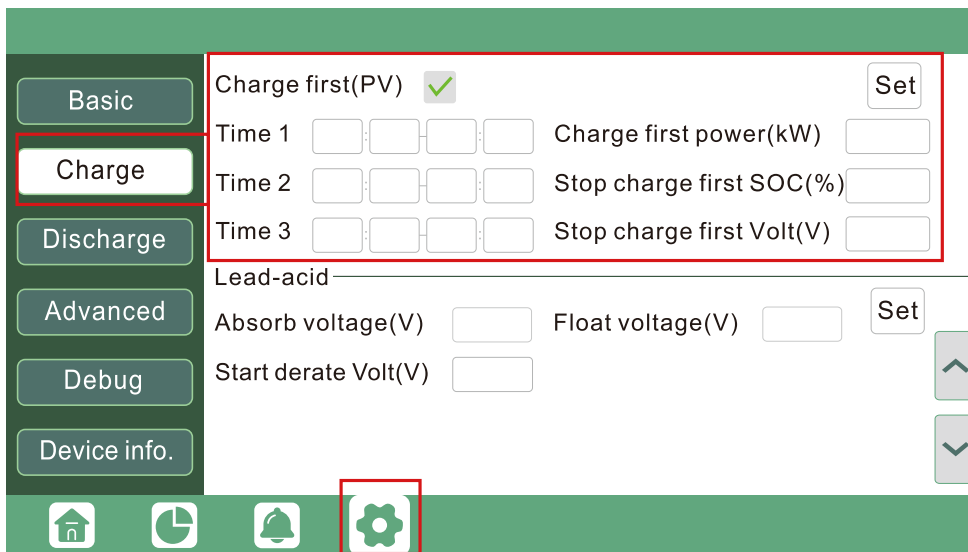 Basic
Charge
Discharge
Advanced
Debug
Device info.
Charge first(PV) Set
Time 1 : - : Charge first power(kW)
Time 2 : - : Stop charge first SOC(%)
Time 3 : - : Stop charge first Volt(V)
Lead-acid
Absorb voltage(V) Float voltage(V) Set
Start derate Volt(V)